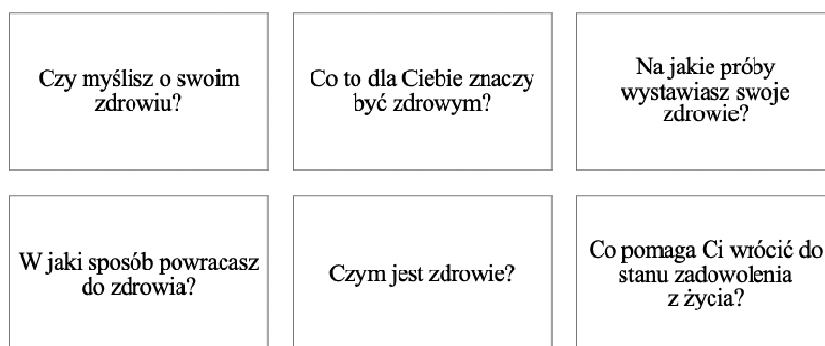 Czy myślisz o swoim
zdrowiu?
Co to dla Ciebie znaczy
być zdrowym?
Na jakie próby
wystawiasz swoje
zdrowie?
W jaki sposób powracasz
do zdrowia?
Czym jest zdrowie?
Co pomaga Ci wrócić do
stanu zadowolenia
z życia?